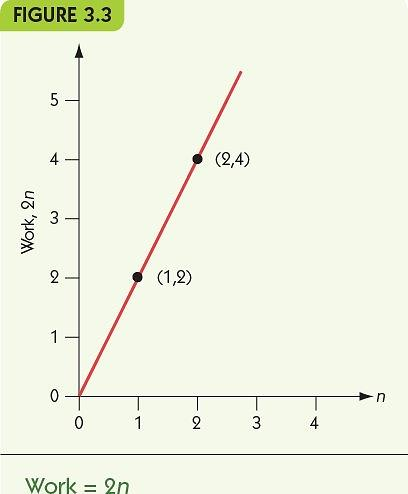 FIGURE 3.3
5
4
(2,4)
Work, 2n
3
2
(1,2)
1
0
n
0 1 2 3 4
Work = 2n